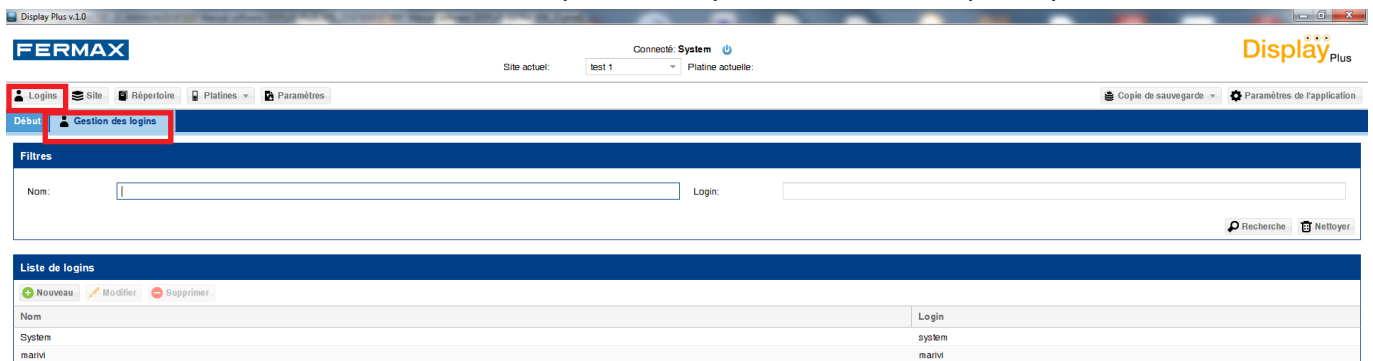 Display Plus v.1.0
FERMAX
Connecté: System
Display Plus
Site actuel: test 1 Platine actuelle:
Logins Site Répertoire Platines Paramètres Copie de sauvegarde Paramètres de l'application
Début Gestion des logins
Filtres
Nom: Login:
Recherche Nettoyer
Liste de logins
Nouveau Modifier Supprimer
Nom Login
System system
marivi marivi